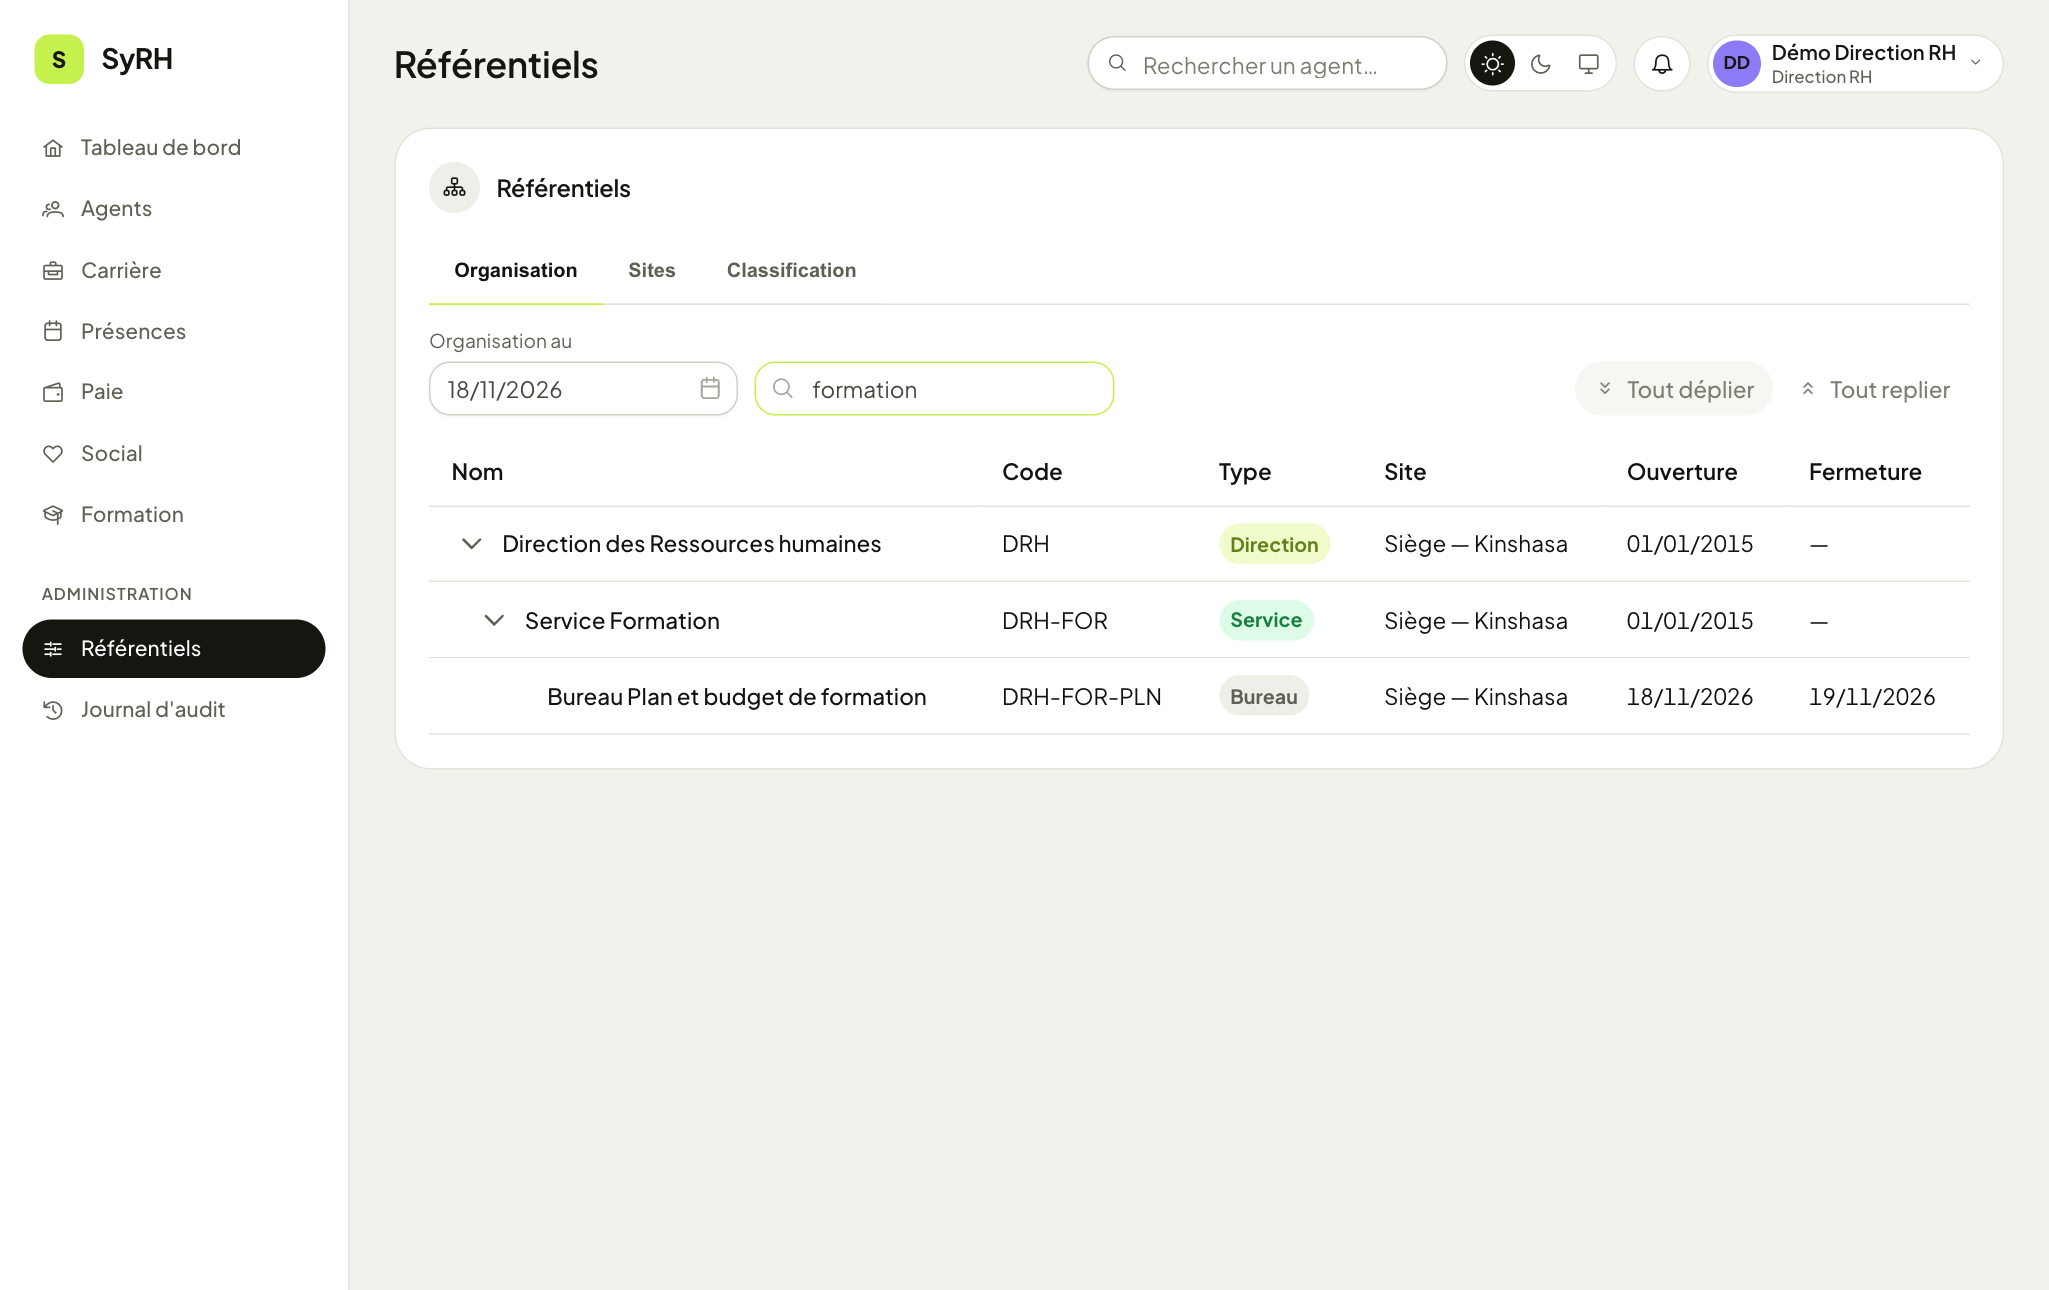 S SyRH
Tableau de bord
Agents
Carrière
Présences
Paie
Social
Formation
ADMINISTRATION
Référentiels
Journal d'audit
Référentiels
Rechercher un agent...
DD
Démo Direction RH
Direction RH
Référentiels
Organisation Sites Classification
Organisation au
18/11/2026 formation Tout déplier Tout replier
Nom Code Type Site Ouverture Fermeture
Direction des Ressources humaines DRH Direction Siège — Kinshasa 01/01/2015 —
Service Formation DRH-FOR Service Siège — Kinshasa 01/01/2015 —
Bureau Plan et budget de formation DRH-FOR-PLN Bureau Siège — Kinshasa 18/11/2026 19/11/2026